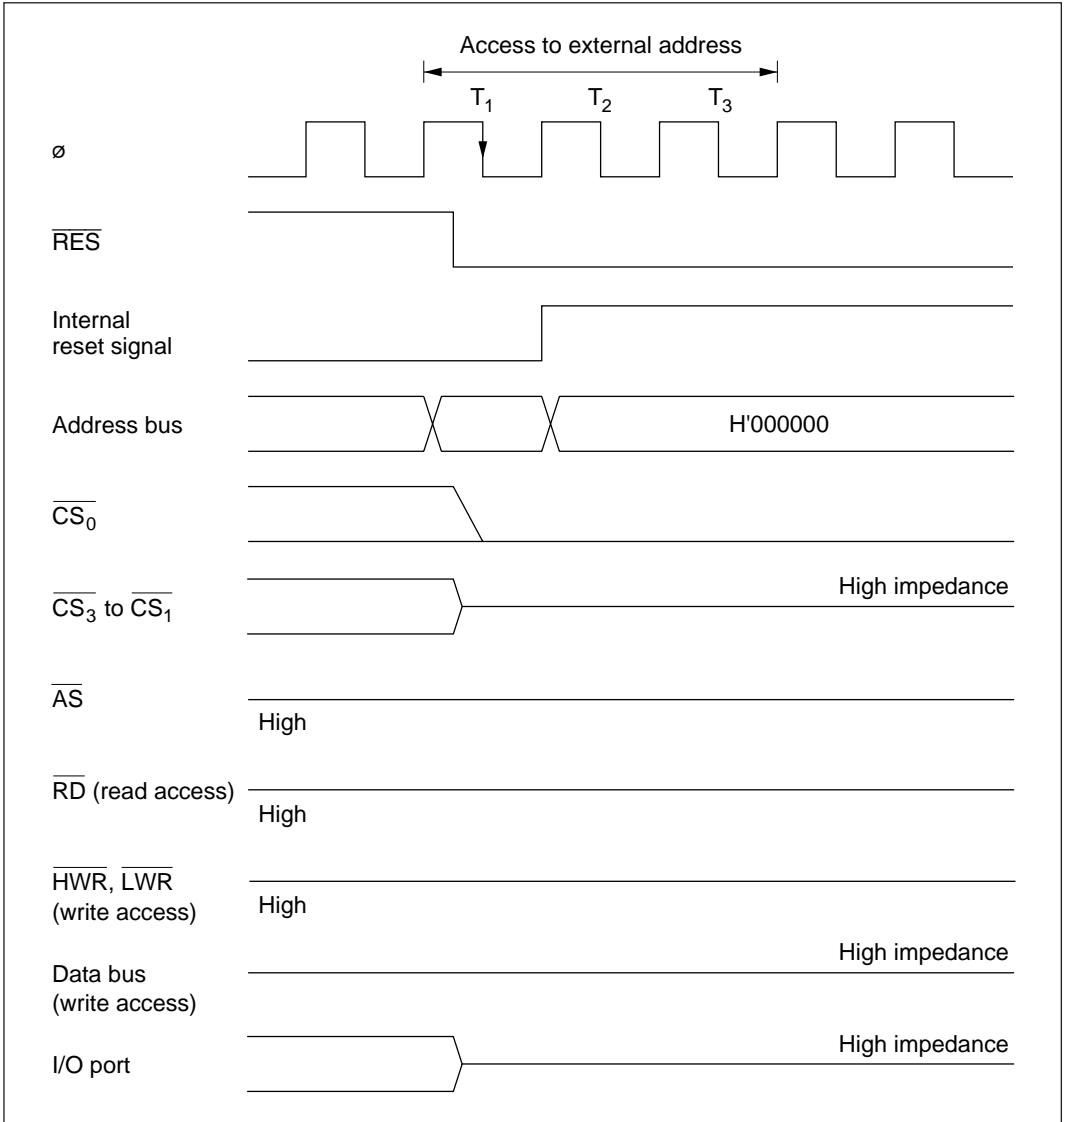 Access to external address
T1 T2 T3
ø
RES
Internal
reset signal
Address bus
H'000000
CS0
CS3 to CS1
High impedance
AS
High
RD (read access)
High
HWR, LWR
(write access)
High
High impedance
Data bus
(write access)
High impedance
I/O port